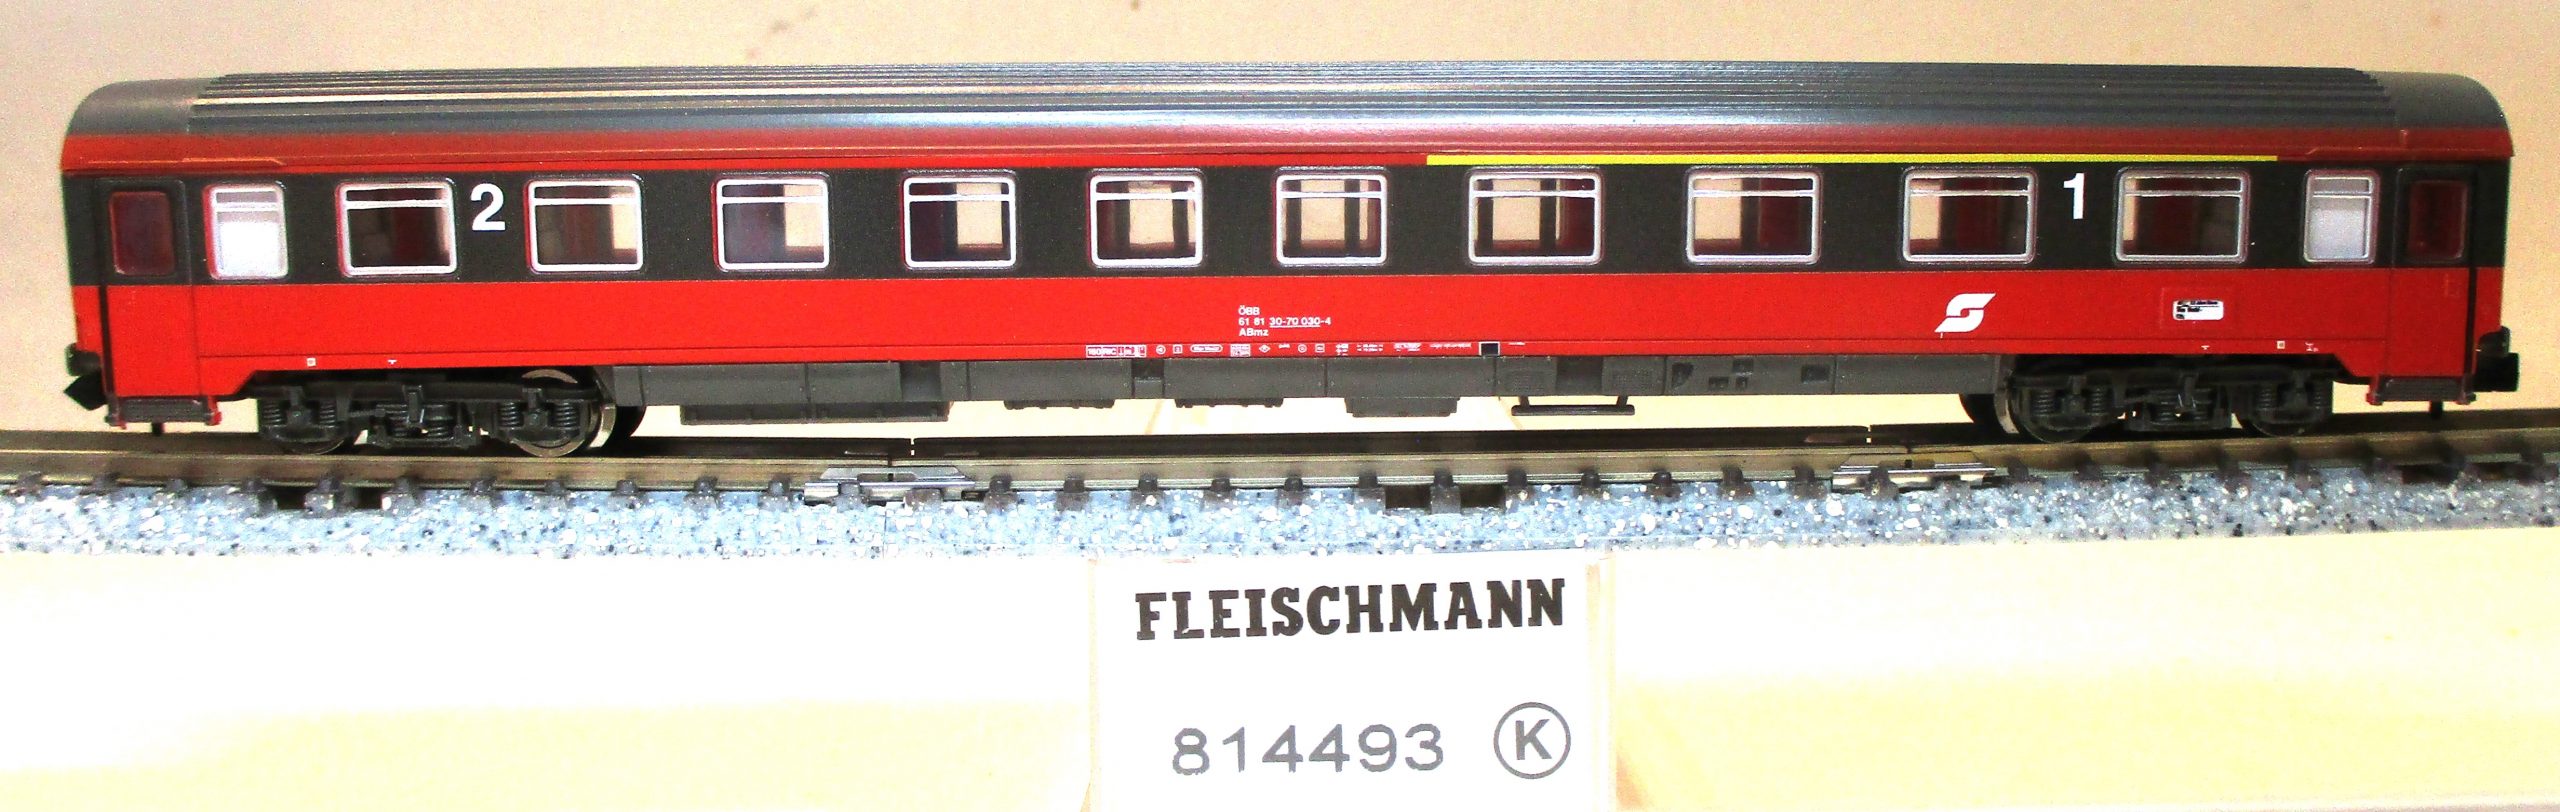 2
1
ÖBB
61 81 30-70 030-4
ABmz
FLEISCHMANN
814493 K